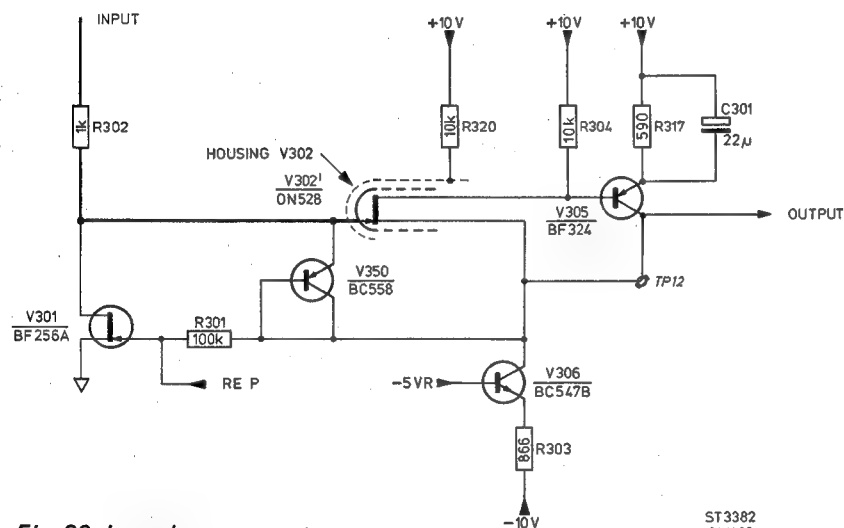 INPUT
+10V
+10V
+10V
1k
R302
10k
R320
10k
R304
590
R317
C301
22µ
HOUSING V302
V302
ON528
V305
BF324
OUTPUT
TP12
V350
BC558
V301
BF256A
R301
100k
RE P
-5VR
V306
BC547B
866
R303
-10V
ST3382